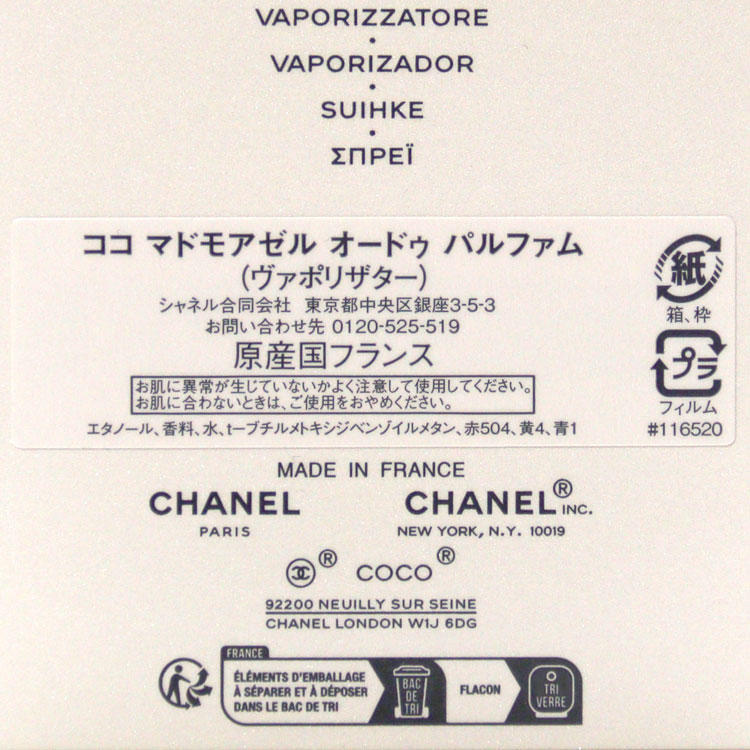 VAPORIZZATORE
VAPORIZADOR
SUIHKE
ΣΠΡΕΪ
ココ マドモアゼル オードゥ パルファム
(ヴァポリザター)
シャネル合同会社 東京都中央区銀座3-5-3
お問い合わせ先 0120-525-519
原産国フランス
お肌に異常が生じていないかよく注意して使用してください。
お肌に合わないときは、ご使用をおやめください。
エタノール、香料、水、t-ブチルメトキシジベンゾイルメタン、赤504、黄4、青1
紙
箱、枠
プラ
フィルム
#116520
MADE IN FRANCE
CHANEL
PARIS
CHANEL® INC.
NEW YORK, N.Y. 10019
® COCO®
92200 NEUILLY SUR SEINE
CHANEL LONDON W1J 6DG
FRANCE
ÉLÉMENTS D'EMBALLAGE
À SÉPARER ET À DÉPOSER
DANS LE BAC DE TRI
BAC
DE
TRI
FLACON
TRI
VERRE